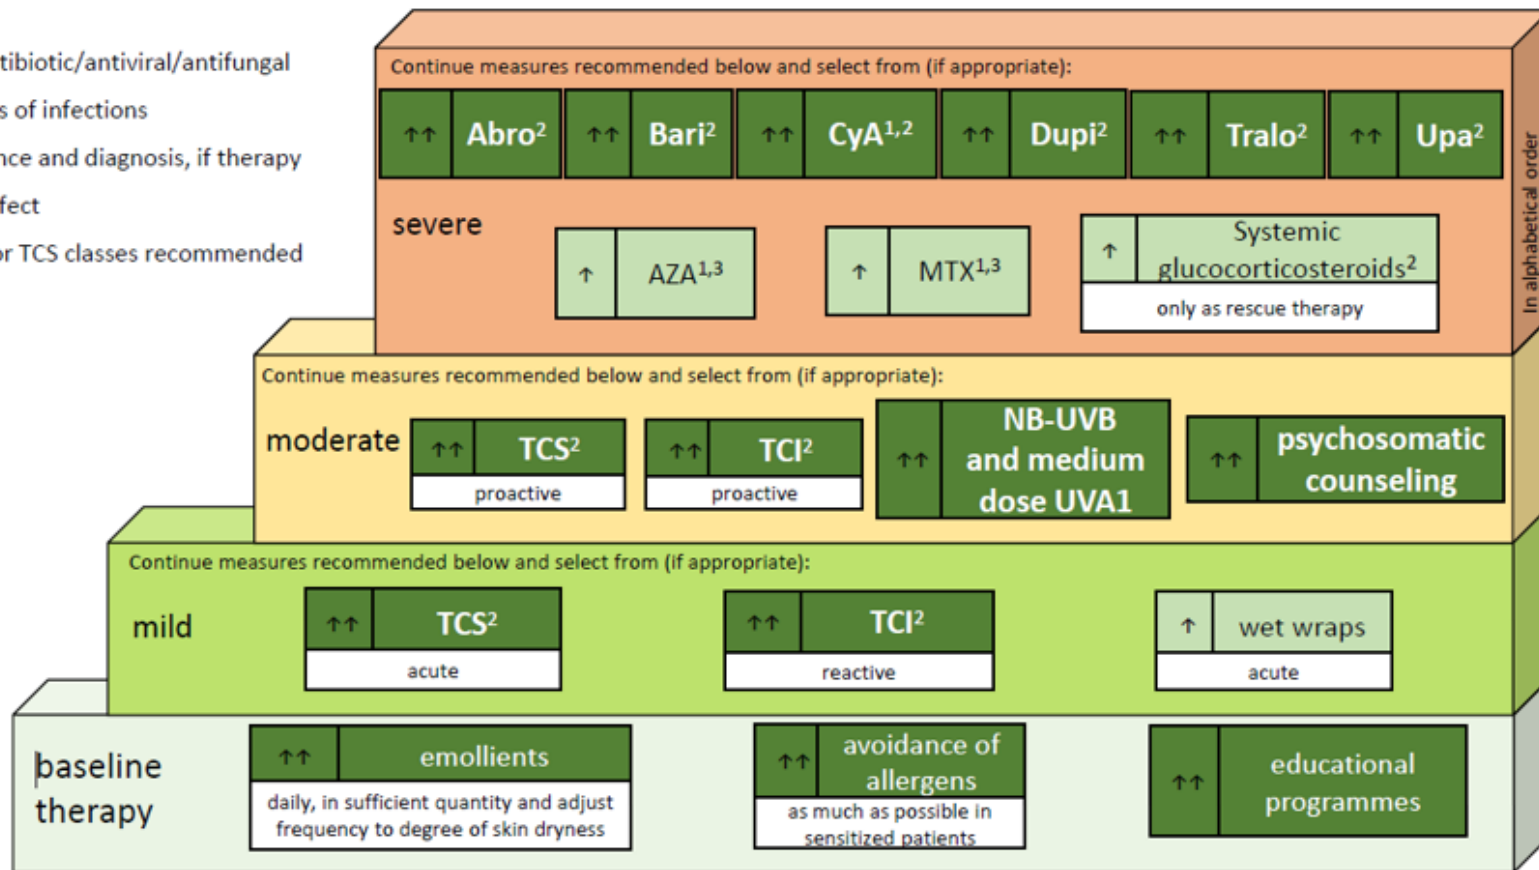 tibiotic/antiviral/antifungal
s of infections
nce and diagnosis, if therapy
fect
or TCS classes recommended
Continue measures recommended below and select from (if appropriate):
↑↑ Abro² ↑↑ Bari² ↑↑ CyA¹,² ↑↑ Dupi² ↑↑ Tralo² ↑↑ Upa²
In alphabetical order
severe
↑ AZA¹,³
↑ MTX¹,³
↑ Systemic
glucocorticosteroids²
only as rescue therapy
Continue measures recommended below and select from (if appropriate):
moderate
↑↑ TCS²
proactive
↑↑ TCI²
proactive
↑↑ NB-UVB
and medium
dose UVA1
↑↑ psychosomatic
counseling
Continue measures recommended below and select from (if appropriate):
mild
↑↑ TCS²
acute
↑↑ TCI²
reactive
↑ wet wraps
acute
baseline
therapy
↑↑ emollients
daily, in sufficient quantity and adjust
frequency to degree of skin dryness
↑↑ avoidance of
allergens
as much as possible in
sensitized patients
↑↑ educational
programmes